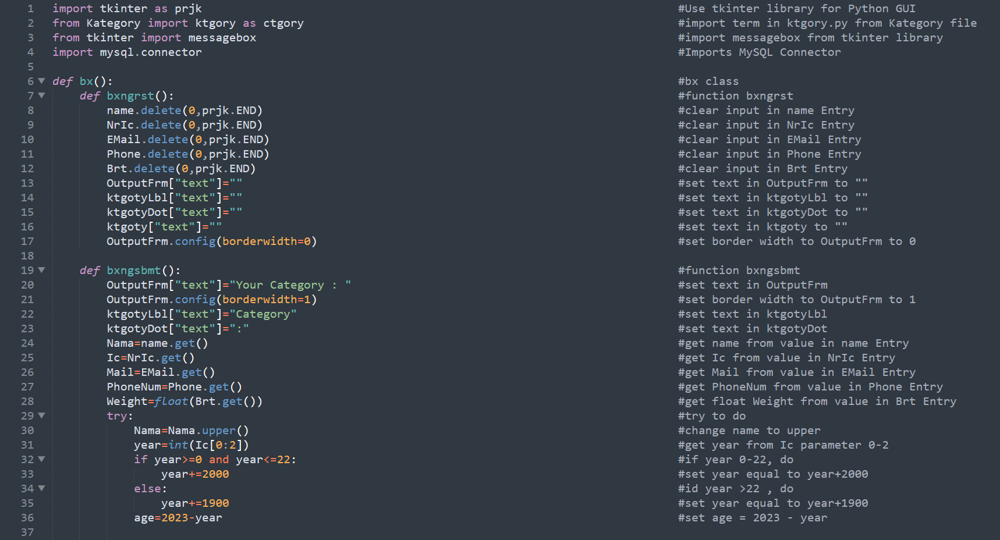 1 import tkinter as prjk #Use tkinter library for Python GUI
2 from Kategory import ktgory as ctgory #import term in ktgory.py from Kategory file
3 from tkinter import messagebox #import messagebox from tkinter library
4 import mysql.connector #Imports MySQL Connector
5
6 def bx(): #bx class
7 def bxngrst(): #function bxngrst
8 name.delete(0,prjk.END) #clear input in name Entry
9 NrIc.delete(0,prjk.END) #clear input in NrIc Entry
10 EMail.delete(0,prjk.END) #clear input in EMail Entry
11 Phone.delete(0,prjk.END) #clear input in Phone Entry
12 Brt.delete(0,prjk.END) #clear input in Brt Entry
13 OutputFrm["text"]="" #set text in OutputFrm to ""
14 ktgotyLbl["text"]="" #set text in ktgotyLbl to ""
15 ktgotyDot["text"]="" #set text in ktgotyDot to ""
16 ktgoty["text"]="" #set text in ktgoty to ""
17 OutputFrm.config(borderwidth=0) #set border width to OutputFrm to 0
18
19 def bxngsbmt(): #function bxngsbmt
20 OutputFrm["text"]="Your Category : " #set text in OutputFrm
21 OutputFrm.config(borderwidth=1) #set border width to OutputFrm to 1
22 ktgotyLbl["text"]="Category" #set text in ktgotyLbl
23 ktgotyDot["text"]=":" #set text in ktgotyDot
24 Nama=name.get() #get name from value in name Entry
25 Ic=NrIc.get() #get Ic from value in NrIc Entry
26 Mail=EMail.get() #get Mail from value in EMail Entry
27 PhoneNum=Phone.get() #get PhoneNum from value in Phone Entry
28 Weight=float(Brt.get()) #get float Weight from value in Brt Entry
29 try: #try to do
30 Nama=Nama.upper() #change name to upper
31 year=int(Ic[0:2]) #get year from Ic parameter 0-2
32 if year>=0 and year<=22: #if year 0-22, do
33 year+=2000 #set year equal to year+2000
34 else: #id year >22 , do
35 year+=1900 #set year equal to year+1900
36 age=2023-year #set age = 2023 - year
37